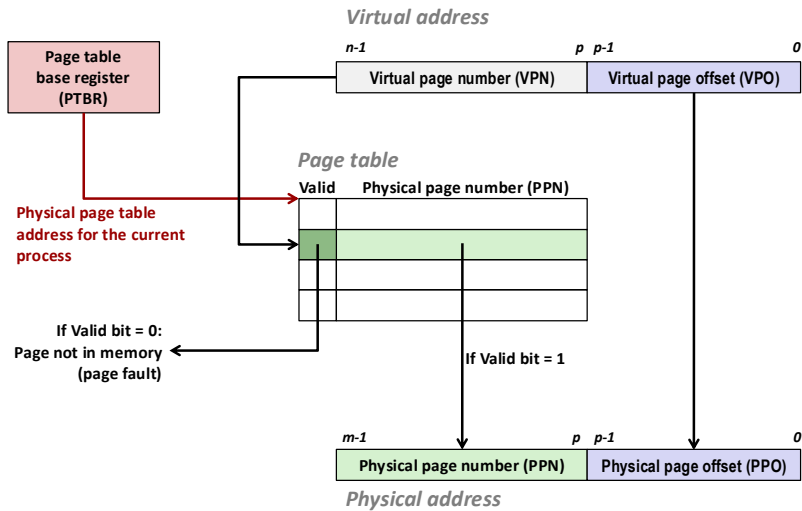 Virtual address
n-1 p p-1 0
Page table
base register
(PTBR)
Virtual page number (VPN) Virtual page offset (VPO)
Page table
Valid Physical page number (PPN)
Physical page table
address for the current
process
If Valid bit = 0:
Page not in memory
(page fault)
If Valid bit = 1
m-1 p p-1 0
Physical page number (PPN) Physical page offset (PPO)
Physical address